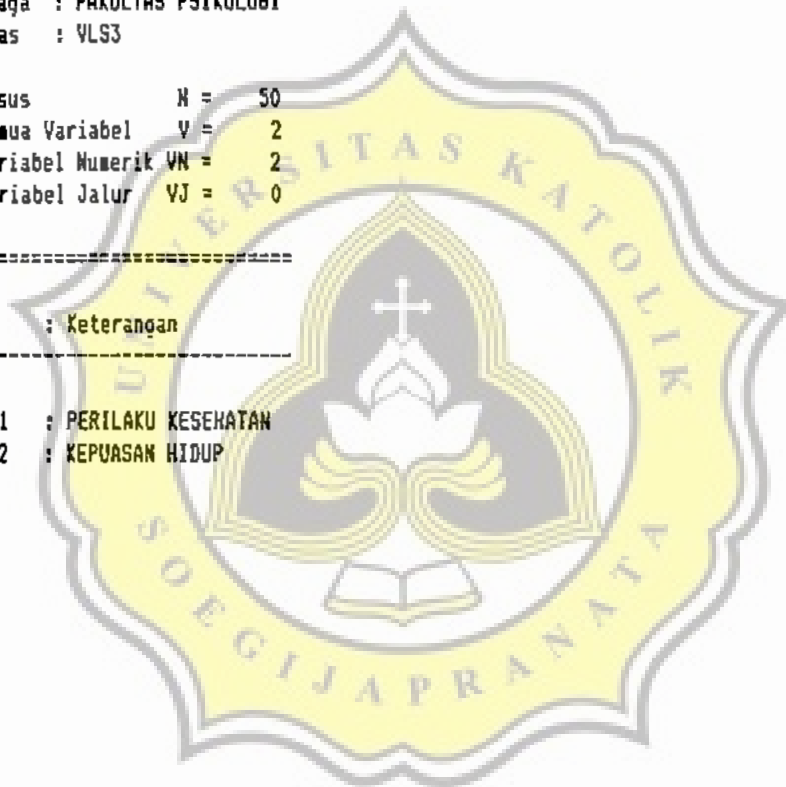 aga : FAKULTAS PSIKOLOGI
as : VLS3
sus N = 50
mua Variabel V = 2
riabel Numerik VN = 2
riabel Jalur VJ = 0
: Keterangan
1 : PERILAKU KESEHATAN
2 : KEPUASAN HIDUP
UNIVERSITAS KATOLIK
SOEGIJAPRANATA